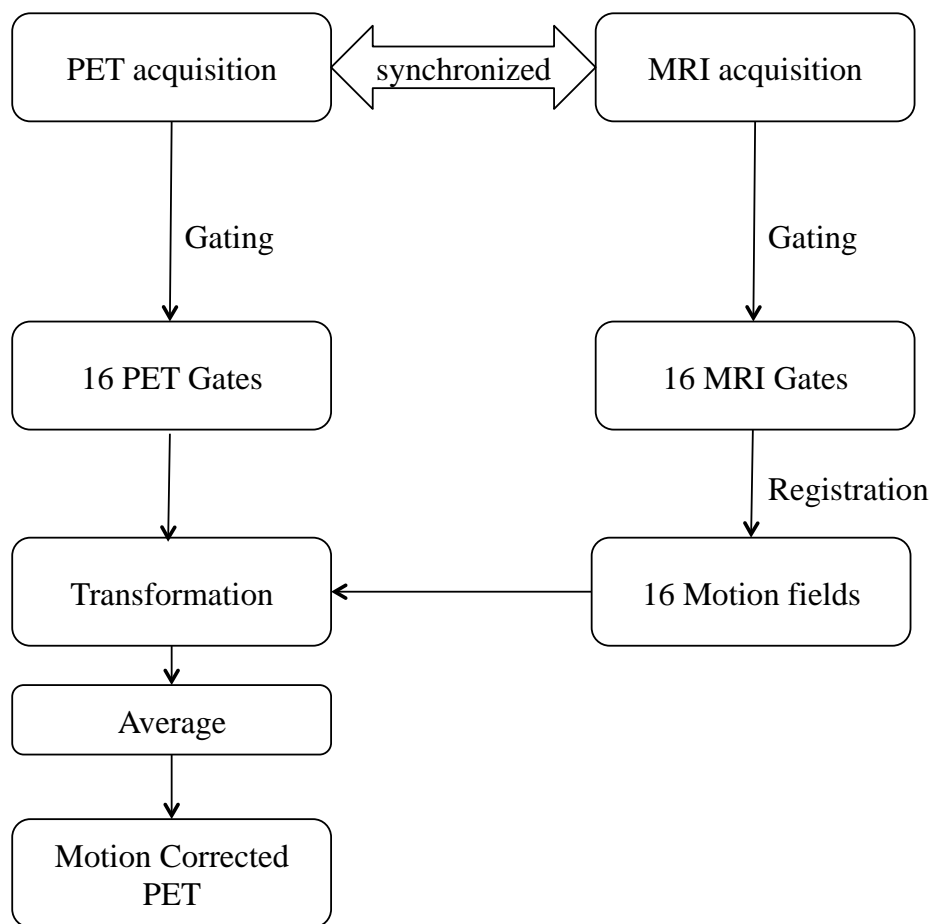 PET acquisition
synchronized
MRI acquisition
Gating
Gating
16 PET Gates
16 MRI Gates
Registration
Transformation
16 Motion fields
Average
Motion Corrected
PET